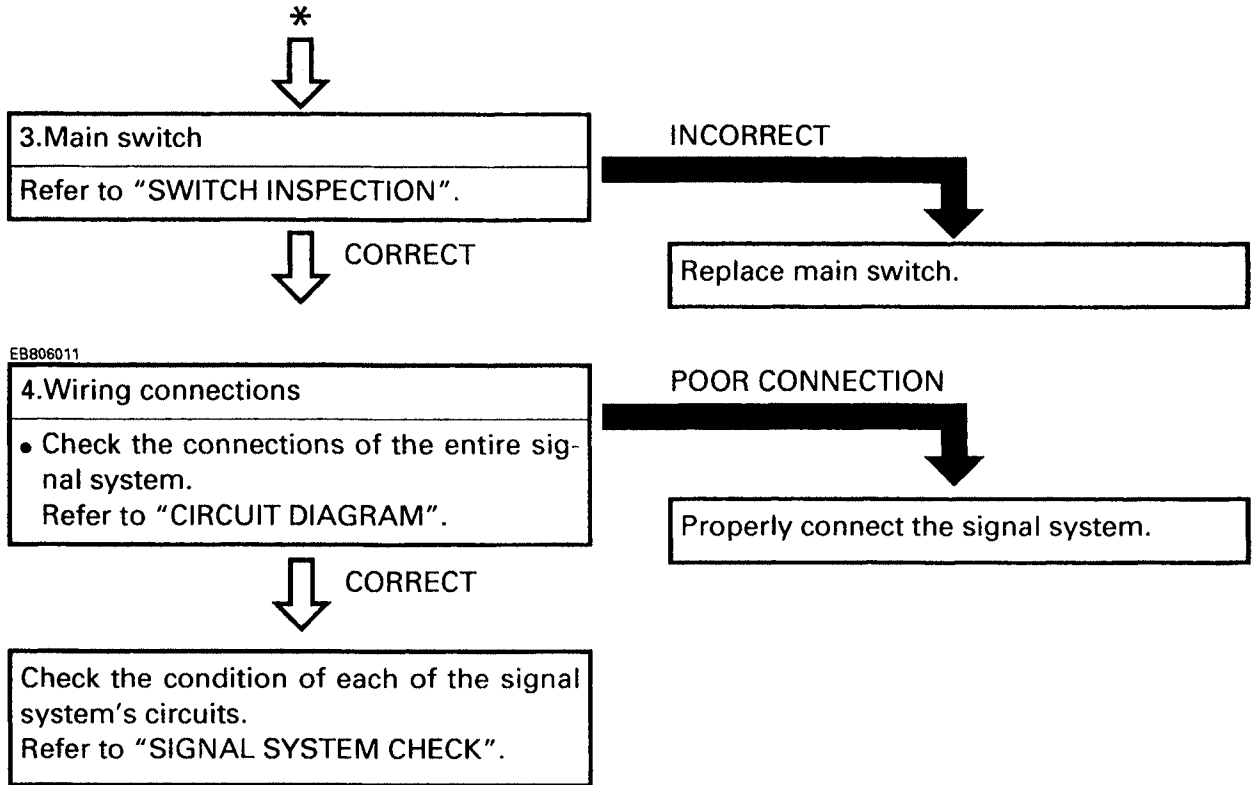 *
3.Main switch
Refer to “SWITCH INSPECTION”.
INCORRECT
CORRECT
Replace main switch.
EB806011
4.Wiring connections
• Check the connections of the entire sig-
nal system.
Refer to “CIRCUIT DIAGRAM”.
POOR CONNECTION
Properly connect the signal system.
CORRECT
Check the condition of each of the signal
system’s circuits.
Refer to “SIGNAL SYSTEM CHECK”.